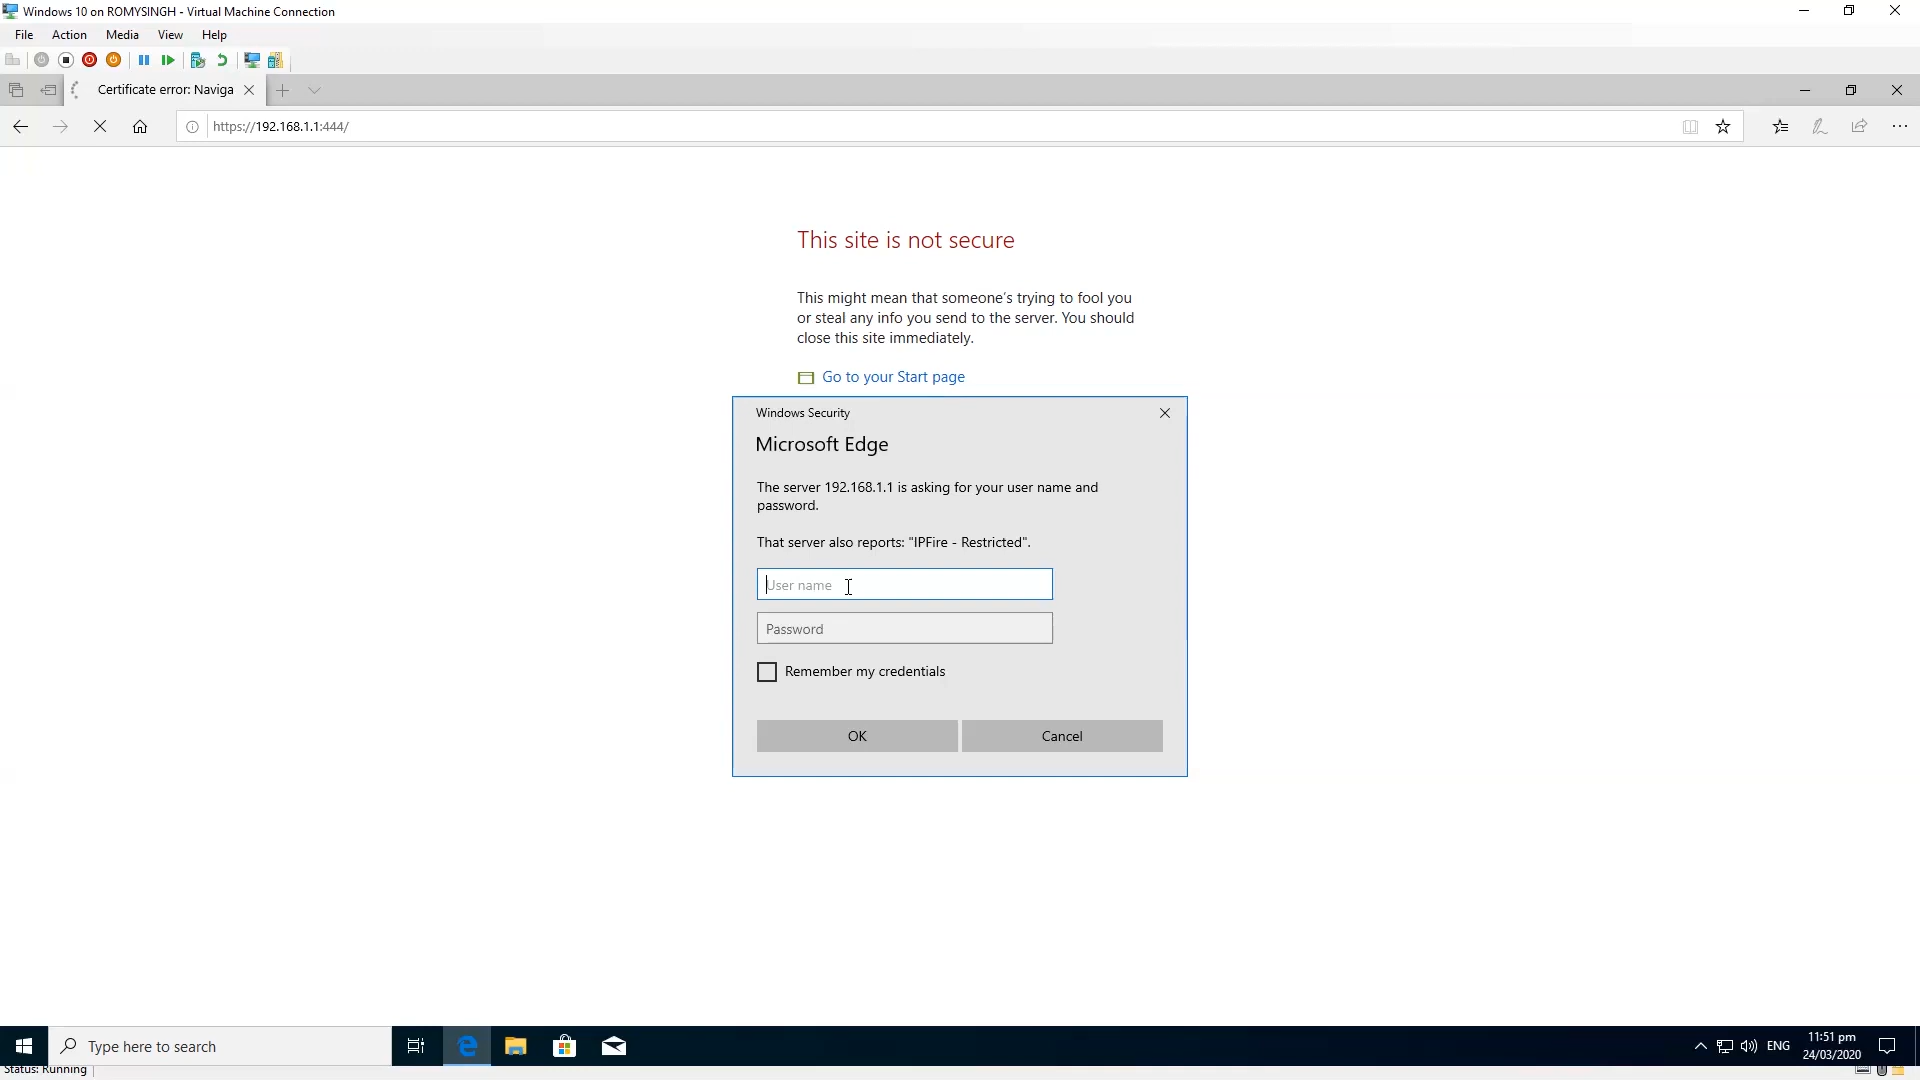 Windows 10 on ROMYSINGH - Virtual Machine Connection
File Action Media View Help
Certificate error: Naviga
https://192.168.1.1:444/
This site is not secure
This might mean that someone's trying to fool you
or steal any info you send to the server. You should
close this site immediately.
Go to your Start page
Windows Security
Microsoft Edge
The server 192.168.1.1 is asking for your user name and
password.
That server also reports: "IPFire - Restricted".
User name
Password
Remember my credentials
OK Cancel
Type here to search
ENG
11:51 pm
24/03/2020
Status: Running